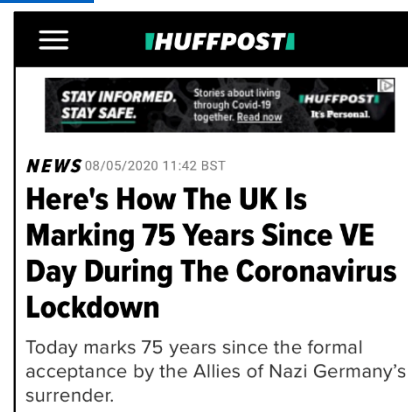 HUFFPOST
STAY INFORMED.
STAY SAFE.
Stories about living
through Covid-19
together. Read now
HUFFPOST
It's Personal.
NEWS 08/05/2020 11:42 BST
Here's How The UK Is
Marking 75 Years Since VE
Day During The Coronavirus
Lockdown
Today marks 75 years since the formal
acceptance by the Allies of Nazi Germany's
surrender.